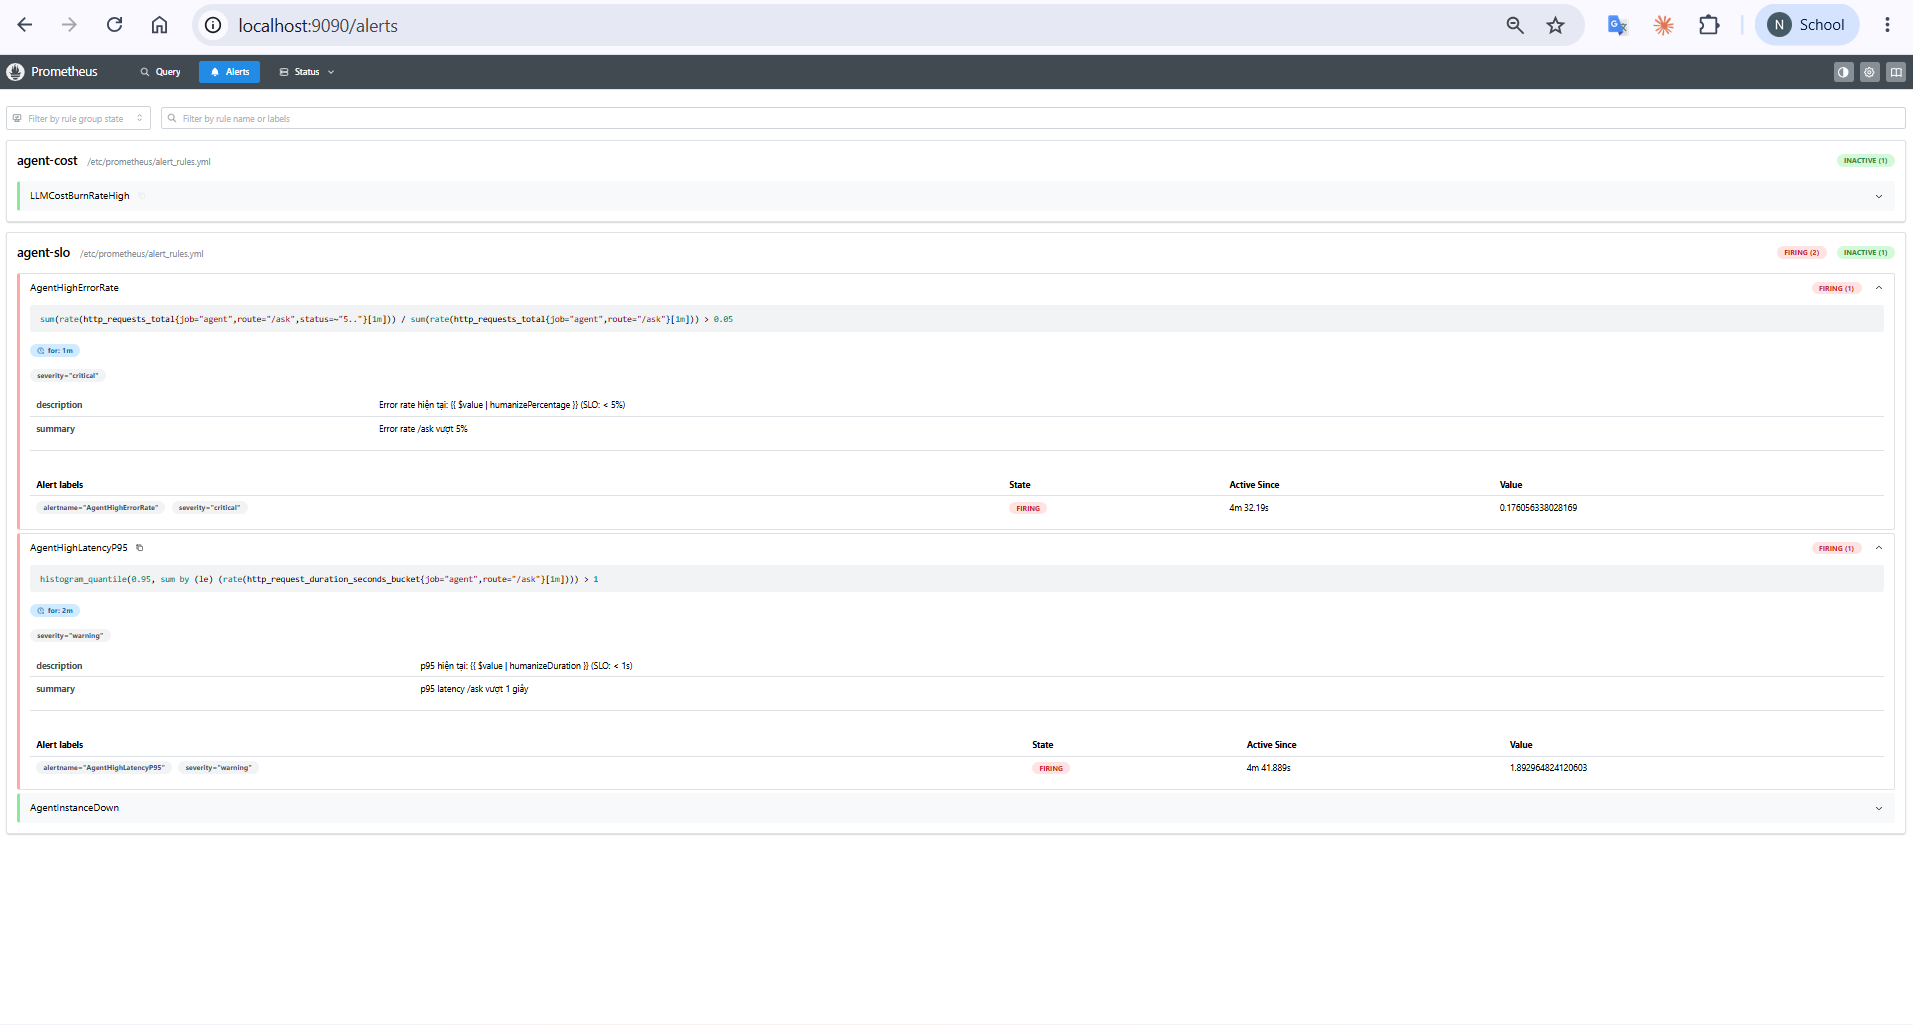 localhost:9090/alerts
N School
Prometheus Query Alerts Status
Filter by rule group state Filter by rule name or labels
agent-cost /etc/prometheus/alert_rules.yml INACTIVE (1)
LLMCostBurnRateHigh
agent-slo /etc/prometheus/alert_rules.yml FIRING (2) INACTIVE (1)
AgentHighErrorRate FIRING (1)
sum(rate(http_requests_total{job="agent",route="/ask",status=~"5.."}[1m])) / sum(rate(http_requests_total{job="agent",route="/ask"}[1m])) > 0.05
for: 1m
severity="critical"
description Error rate hiện tại: {{ $value | humanizePercentage }} (SLO: < 5%)
summary Error rate /ask vượt 5%
Alert labels State Active Since Value
alertname="AgentHighErrorRate" severity="critical" FIRING 4m 32.19s 0.176056338028169
AgentHighLatencyP95 FIRING (1)
histogram_quantile(0.95, sum by (le) (rate(http_request_duration_seconds_bucket{job="agent",route="/ask"}[1m]))) > 1
for: 2m
severity="warning"
description p95 hiện tại: {{ $value | humanizeDuration }} (SLO: < 1s)
summary p95 latency /ask vượt 1 giây
Alert labels State Active Since Value
alertname="AgentHighLatencyP95" severity="warning" FIRING 4m 41.889s 1.892964824120603
AgentInstanceDown